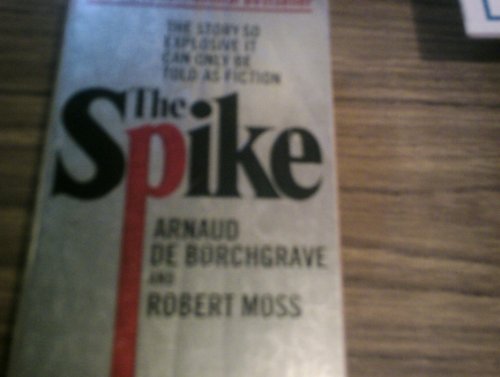 THE STORY SO
EXPLOSIVE IT
CAN ONLY BE
TOLD AS FICTION
The
Spike
ARNAUD
DE BORCHGRAVE
AND
ROBERT MOSS